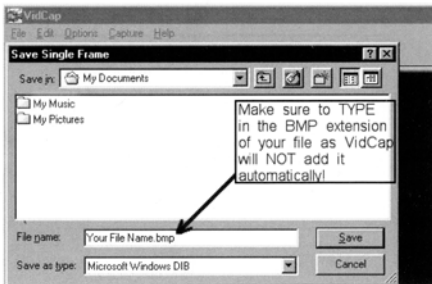 VidCap
File Edit Options Capture Help
Save Single Frame
Save in: My Documents
My Music
My Pictures
Make sure to TYPE
in the BMP extension
of your file as VidCap
will NOT add it
automatically!
File name: Your File Name.bmp Save
Save as type: Microsoft Windows DIB Cancel